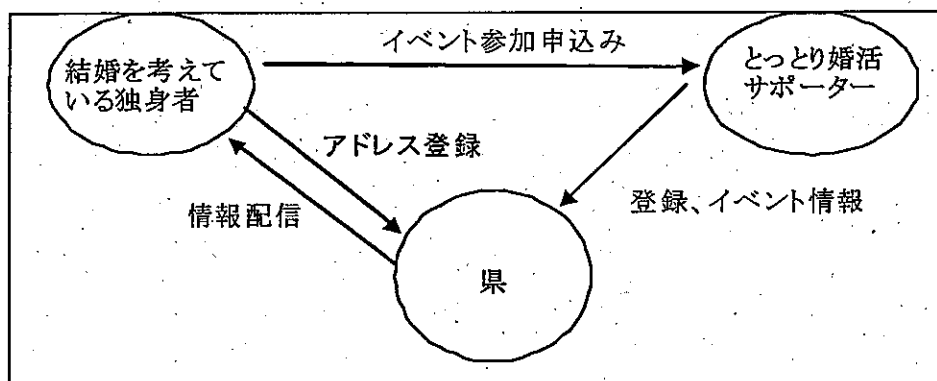 イベント参加申込み
結婚を考えて
いる独身者
とっとり婚活
サポーター
アドレス登録
情報配信
登録、イベント情報
県